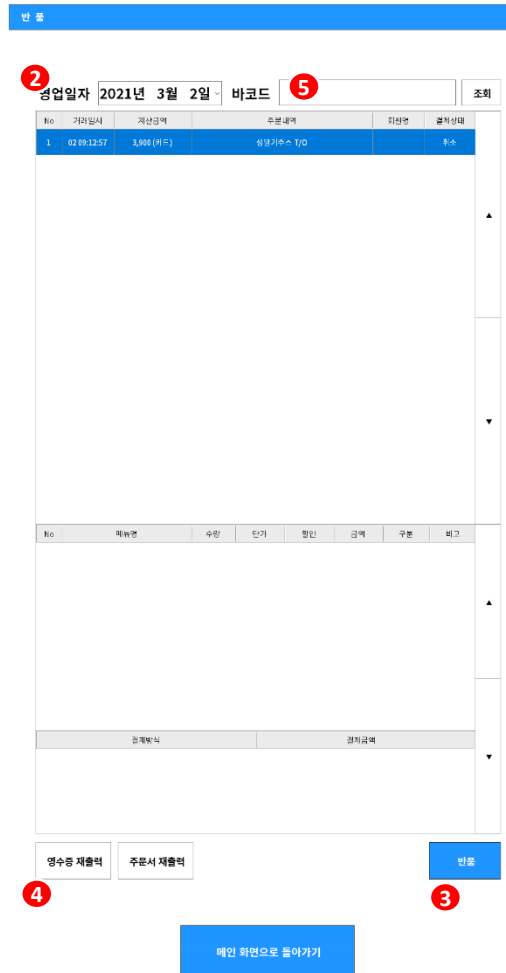 반 품
2
영업일자 2021년 3월 2일 바코드 5 조회
No 거래일시 계산금액 주문내역 회원명 결제상태
1 02 09:12:57 3,900 (카드) 취소
▲
▼
No 메뉴명 수량 단가 할인 금액 구분 비고
▲
결제방식 결제금액
▼
영수증 재출력 주문서 재출력 반품
4 3
메인 화면으로 돌아가기